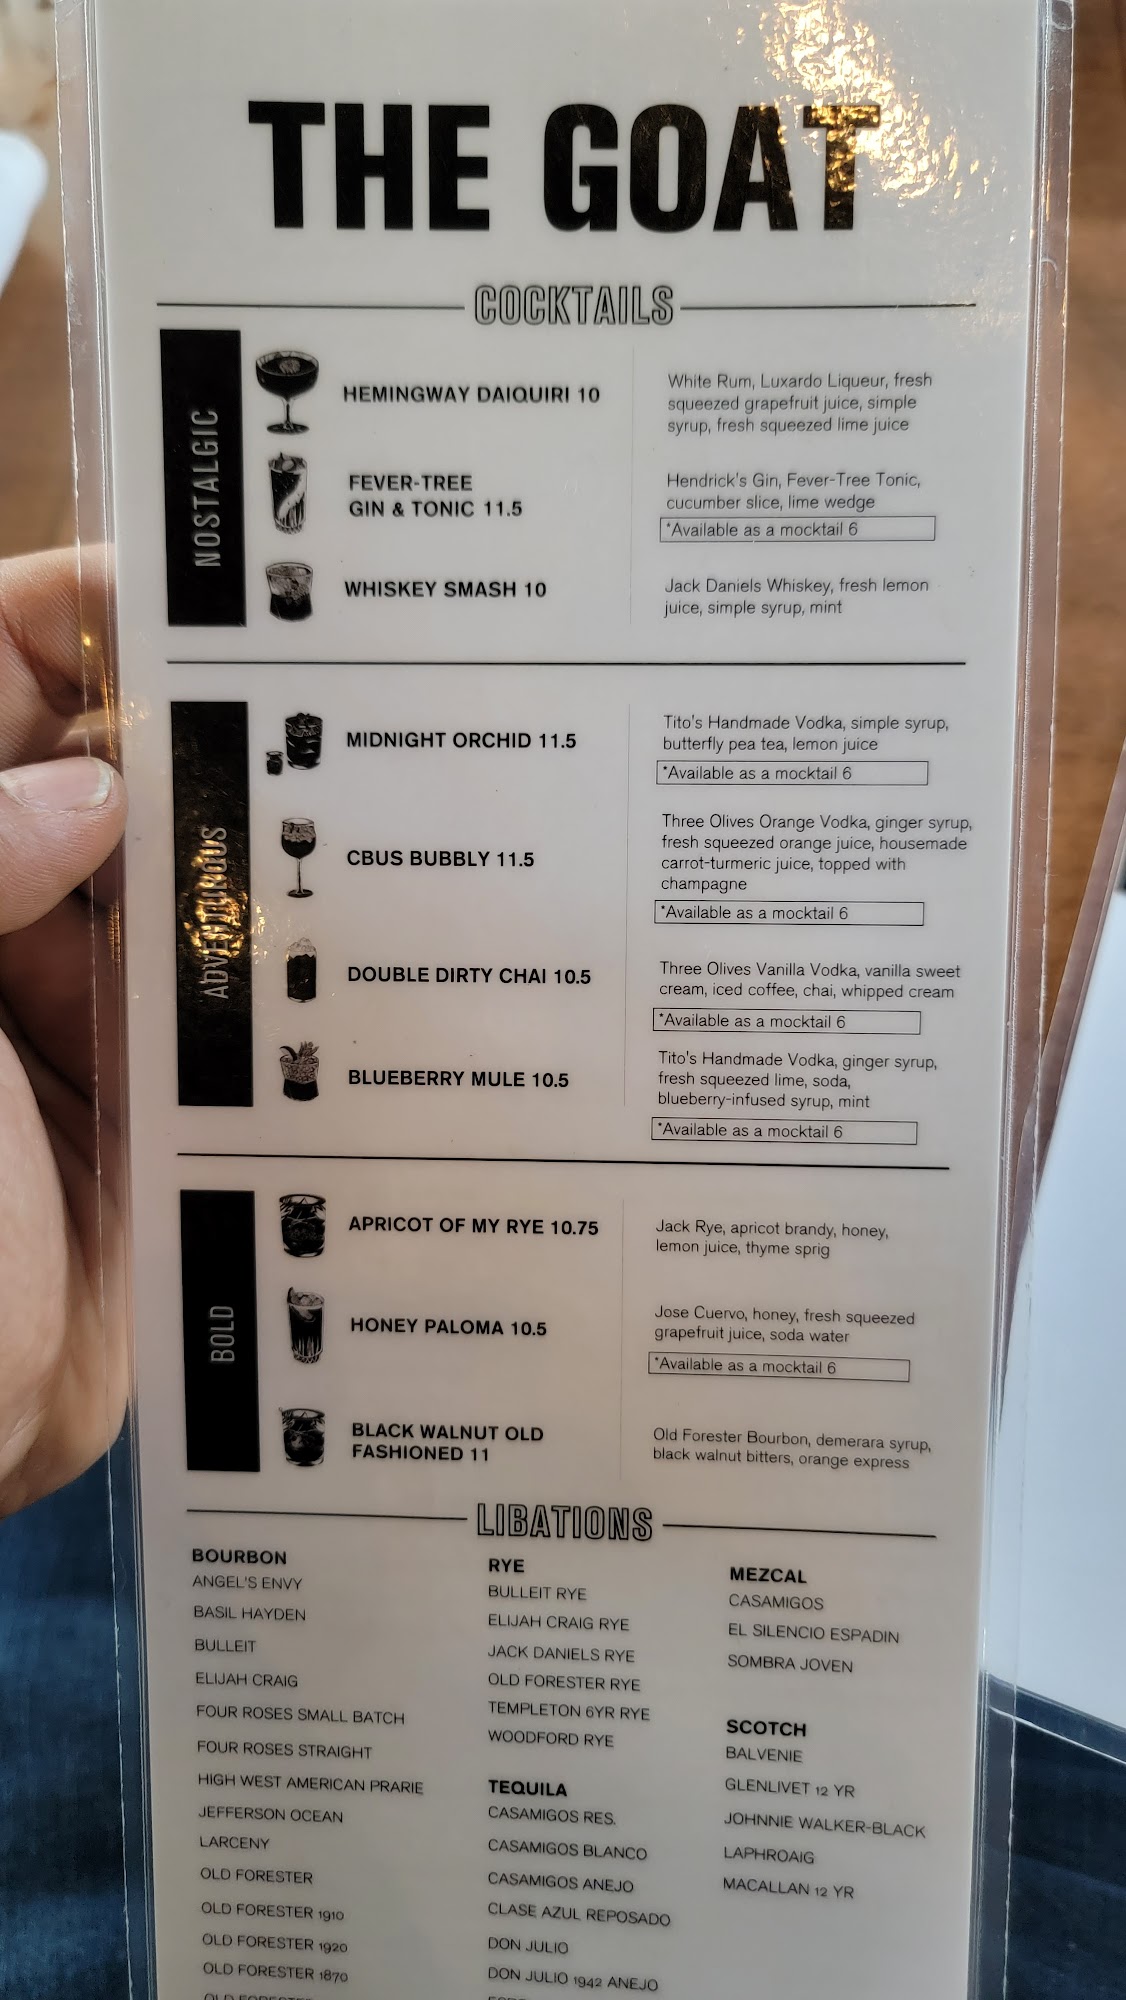 THE GOAT
COCKTAILS
NOSTALGIC
HEMINGWAY DAIQUIRI 10
White Rum, Luxardo Liqueur, fresh
squeezed grapefruit juice, simple
syrup, fresh squeezed lime juice
FEVER-TREE
GIN & TONIC 11.5
Hendrick's Gin, Fever-Tree Tonic,
cucumber slice, lime wedge
*Available as a mocktail 6
WHISKEY SMASH 10
Jack Daniels Whiskey, fresh lemon
juice, simple syrup, mint
ADVENTUROUS
MIDNIGHT ORCHID 11.5
Tito's Handmade Vodka, simple syrup,
butterfly pea tea, lemon juice
*Available as a mocktail 6
CBUS BUBBLY 11.5
Three Olives Orange Vodka, ginger syrup,
fresh squeezed orange juice, housemade
carrot-turmeric juice, topped with
champagne
*Available as a mocktail 6
DOUBLE DIRTY CHAI 10.5
Three Olives Vanilla Vodka, vanilla sweet
cream, iced coffee, chai, whipped cream
*Available as a mocktail 6
BLUEBERRY MULE 10.5
Tito's Handmade Vodka, ginger syrup,
fresh squeezed lime, soda,
blueberry-infused syrup, mint
*Available as a mocktail 6
BOLD
APRICOT OF MY RYE 10.75
Jack Rye, apricot brandy, honey,
lemon juice, thyme sprig
HONEY PALOMA 10.5
Jose Cuervo, honey, fresh squeezed
grapefruit juice, soda water
*Available as a mocktail 6
BLACK WALNUT OLD
FASHIONED 11
Old Forester Bourbon, demerara syrup,
black walnut bitters, orange express
LIBATIONS
BOURBON
ANGEL'S ENVY
BASIL HAYDEN
BULLEIT
ELIJAH CRAIG
FOUR ROSES SMALL BATCH
FOUR ROSES STRAIGHT
HIGH WEST AMERICAN PRARIE
JEFFERSON OCEAN
LARCENY
OLD FORESTER
OLD FORESTER 1910
OLD FORESTER 1920
OLD FORESTER 1870
OLD FORESTER
RYE
BULLEIT RYE
ELIJAH CRAIG RYE
JACK DANIELS RYE
OLD FORESTER RYE
TEMPLETON 6YR RYE
WOODFORD RYE
TEQUILA
CASAMIGOS RES.
CASAMIGOS BLANCO
CASAMIGOS ANEJO
CLASE AZUL REPOSADO
DON JULIO
DON JULIO 1942 ANEJO
MEZCAL
CASAMIGOS
EL SILENCIO ESPADIN
SOMBRA JOVEN
SCOTCH
BALVENIE
GLENLIVET 12 YR
JOHNNIE WALKER-BLACK
LAPHROAIG
MACALLAN 12 YR